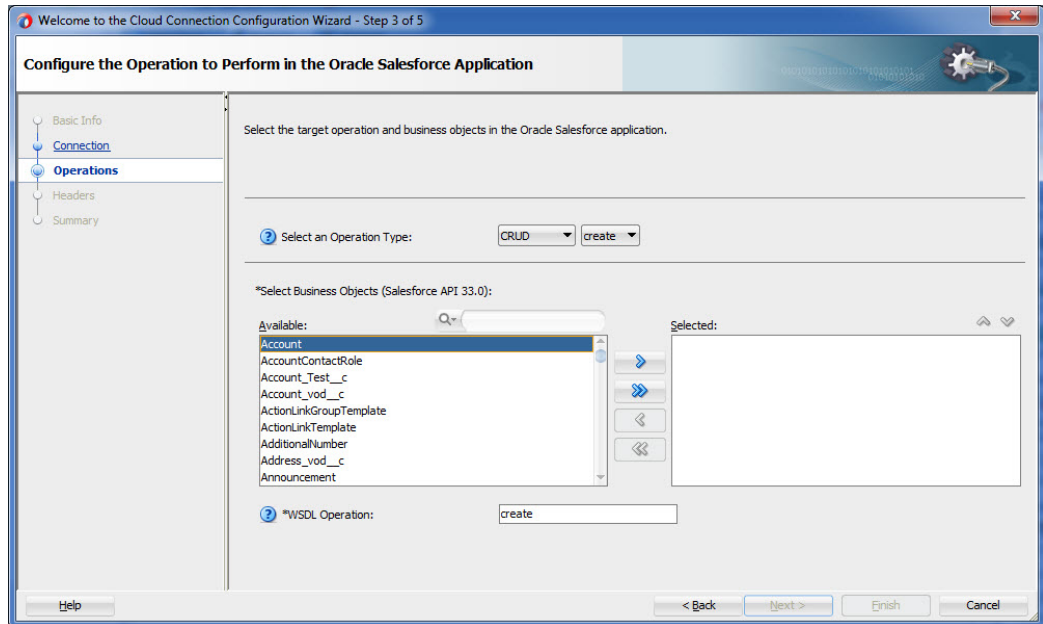 Welcome to the Cloud Connection Configuration Wizard - Step 3 of 5
Configure the Operation to Perform in the Oracle Salesforce Application
Basic Info
Connection
Operations
Headers
Summary
Select the target operation and business objects in the Oracle Salesforce application.
Select an Operation Type: CRUD create
*Select Business Objects (Salesforce API 33.0):
Available: Selected:
Account
AccountContactRole
Account_Test__c
Account_vod__c
ActionLinkGroupTemplate
ActionLinkTemplate
AdditionalNumber
Address_vod__c
Announcement
*WSDL Operation: create
Help < Back Next > Finish Cancel